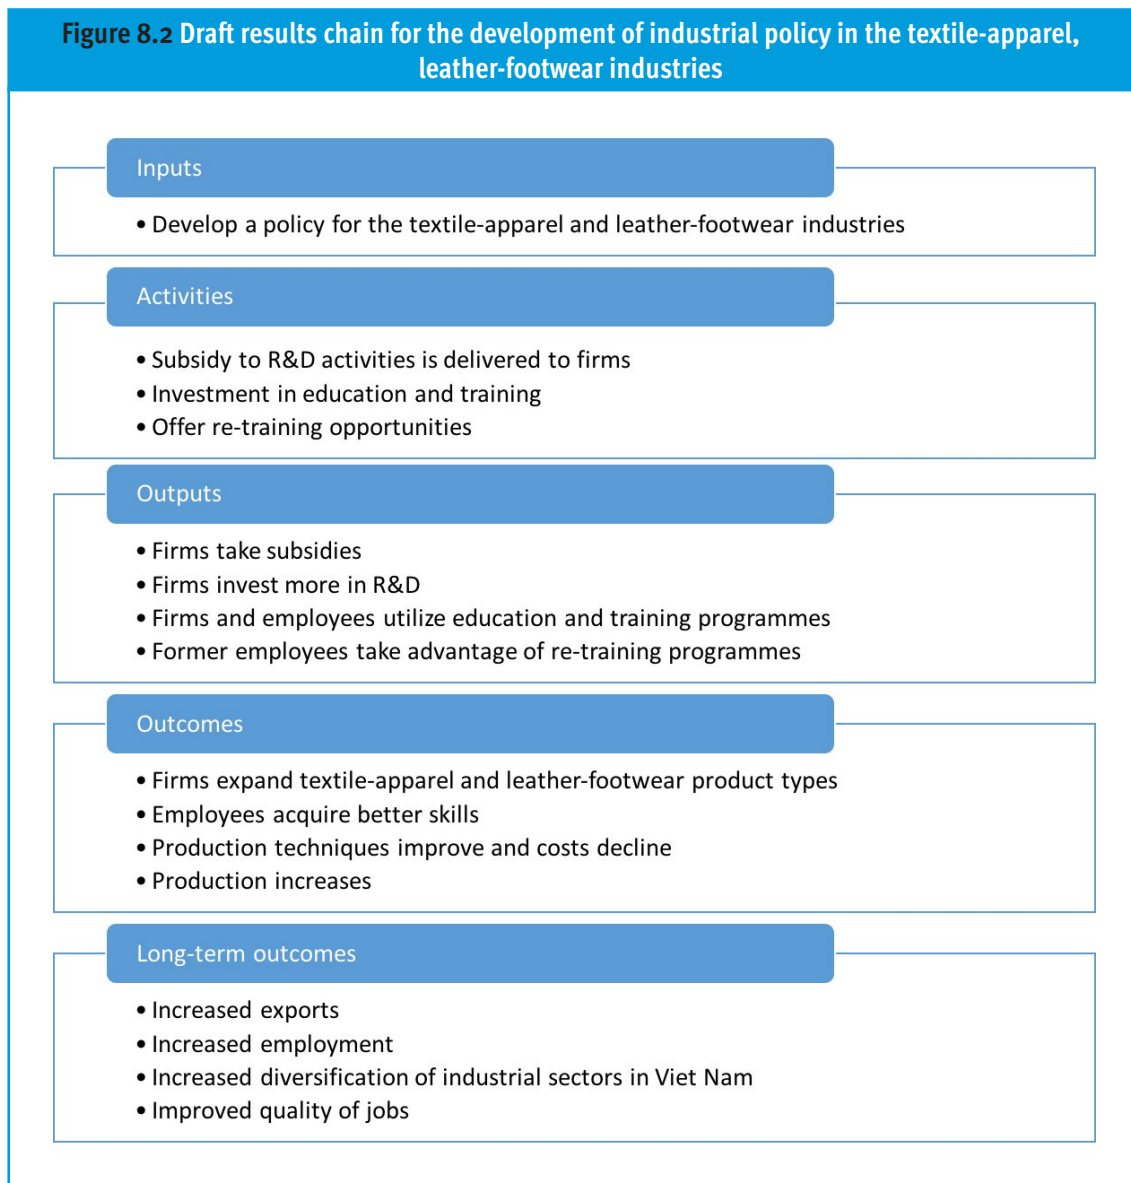 Figure 8.2 Draft results chain for the development of industrial policy in the textile-apparel,
leather-footwear industries
Inputs
• Develop a policy for the textile-apparel and leather-footwear industries
Activities
• Subsidy to R&D activities is delivered to firms
• Investment in education and training
• Offer re-training opportunities
Outputs
• Firms take subsidies
• Firms invest more in R&D
• Firms and employees utilize education and training programmes
• Former employees take advantage of re-training programmes
Outcomes
• Firms expand textile-apparel and leather-footwear product types
• Employees acquire better skills
• Production techniques improve and costs decline
• Production increases
Long-term outcomes
• Increased exports
• Increased employment
• Increased diversification of industrial sectors in Viet Nam
• Improved quality of jobs